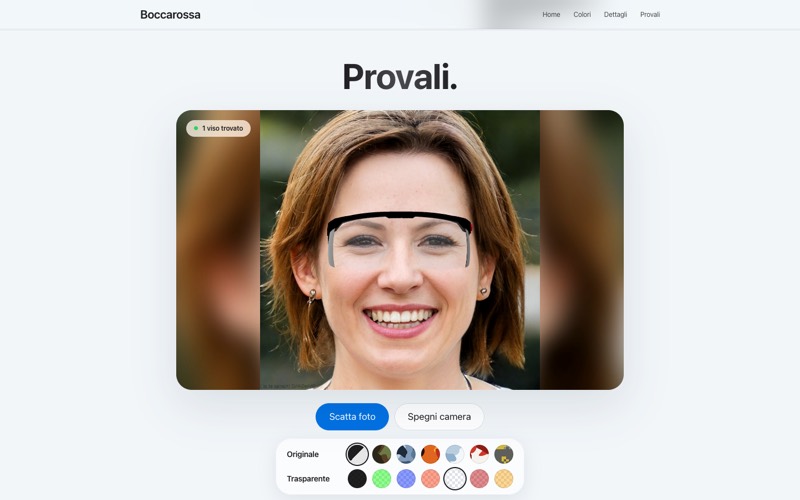 Boccarossa
Home Colori Dettagli Provali
Provali.
1 viso trovato
Scatta foto Spegni camera
Originale
Trasparente